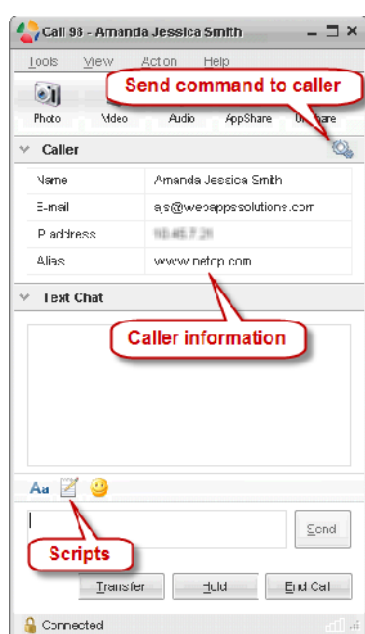 Call 93 - Amanda Jessica Smith
Tools View Action Help
Send command to caller
Photo Video Audio AppShare
Caller
Name Amanda Jessica Smith
E-mail ajs@webappssolutions.com
IP address
Alias www.netop.com
Text Chat
Caller information
Aa
Send
Scripts
Transfer Hold End Call
Connected